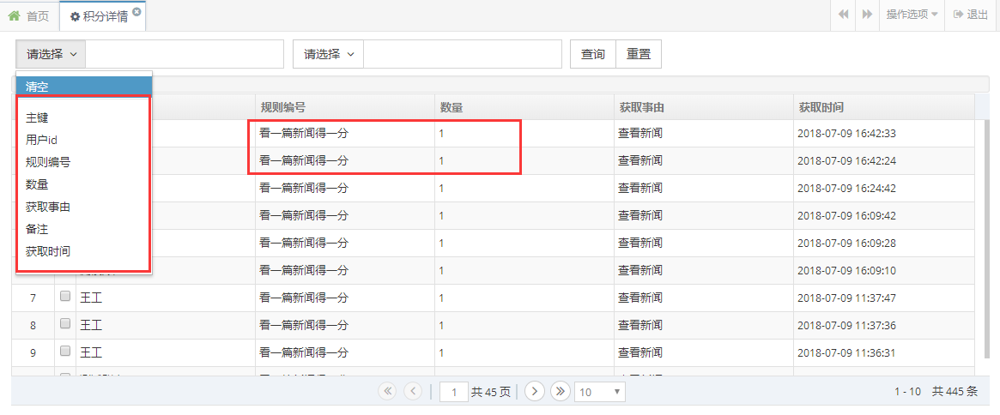 首页 积分详情 操作选项 退出
请选择 请选择 查询 重置
清空
主键
用户id
规则编号
数量
获取事由
备注
获取时间
规则编号 数量 获取事由 获取时间
看一篇新闻得一分 1 查看新闻 2018-07-09 16:42:33
看一篇新闻得一分 1 查看新闻 2018-07-09 16:42:24
看一篇新闻得一分 1 查看新闻 2018-07-09 16:24:42
看一篇新闻得一分 1 查看新闻 2018-07-09 16:09:42
看一篇新闻得一分 1 查看新闻 2018-07-09 16:09:28
看一篇新闻得一分 1 查看新闻 2018-07-09 16:09:10
7 王工 看一篇新闻得一分 1 查看新闻 2018-07-09 11:37:47
8 王工 看一篇新闻得一分 1 查看新闻 2018-07-09 11:37:36
9 王工 看一篇新闻得一分 1 查看新闻 2018-07-09 11:36:31
1 共 45 页 10 1 - 10 共 445 条